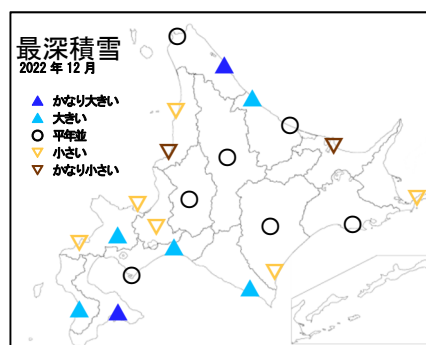 最深積雪
2022 年 12 月
かなり大きい
大きい
平年並
小さい
かなり小さい